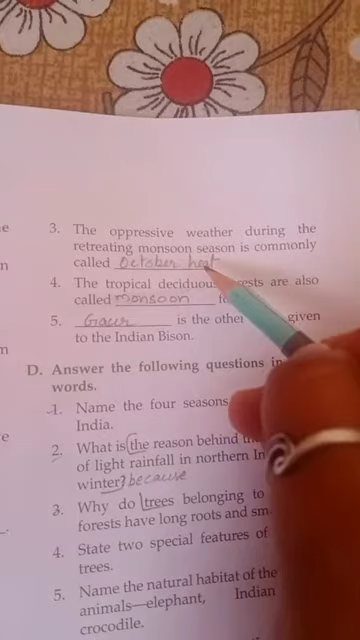 e
n
m
e
3. The oppressive weather during the
retreating monsoon season is commonly
called October heat
4. The tropical deciduous are also
called monsoon
5. Gaur is the other given
to the Indian Bison.
D. Answer the following questions in
words.
1. Name the four seasons
India.
2. What is the reason behind
of light rainfall in northern In
winter? because
3. Why do trees belonging to
forests have long roots and sm
4. State two special features of
trees.
5. Name the natural habitat of the
animals—elephant, Indian
crocodile.